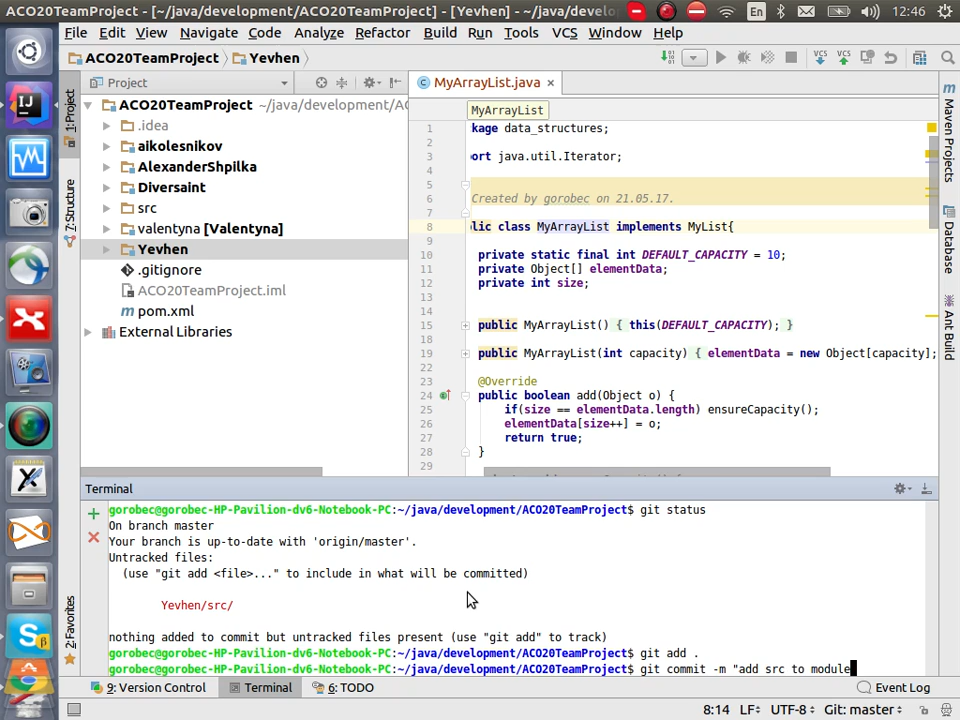 ACO20TeamProject - [~/java/development/ACO20TeamProject] - [Yevhen] - ~/java/develo
En
12:46
File Edit View Navigate Code Analyze Refactor Build Run Tools VCS Window Help
ACO20TeamProject Yevhen
VCS VCS
Project
MyArrayList.java
1: Project
7: Structure
2: Favorites
ACO20TeamProject ~/java/development/AC
.idea
aikolesnikov
AlexanderShpilka
Diversaint
src
valentyna [Valentyna]
Yevhen
.gitignore
ACO20TeamProject.iml
pom.xml
External Libraries
MyArrayList
1 kage data_structures;
2
3 ort java.util.Iterator;
4
5
6 Created by gorobec on 21.05.17.
7
8 lic class MyArrayList implements MyList{
9
10 private static final int DEFAULT_CAPACITY = 10;
11 private Object[] elementData;
12 private int size;
13
14
15 public MyArrayList() { this(DEFAULT_CAPACITY); }
18
19 public MyArrayList(int capacity) { elementData = new Object[capacity];
22
23 @Override
24 public boolean add(Object o) {
25 if(size == elementData.length) ensureCapacity();
26 elementData[size++] = o;
27 return true;
28 }
29
Maven Projects
Database
Ant Build
Terminal
gorobec@gorobec-HP-Pavilion-dv6-Notebook-PC:~/java/development/ACO20TeamProject$ git status
On branch master
Your branch is up-to-date with 'origin/master'.
Untracked files:
(use "git add <file>..." to include in what will be committed)
Yevhen/src/
nothing added to commit but untracked files present (use "git add" to track)
gorobec@gorobec-HP-Pavilion-dv6-Notebook-PC:~/java/development/ACO20TeamProject$ git add .
gorobec@gorobec-HP-Pavilion-dv6-Notebook-PC:~/java/development/ACO20TeamProject$ git commit -m "add src to module
9: Version Control Terminal 6: TODO Event Log
8:14 LF÷ UTF-8÷ Git: master÷